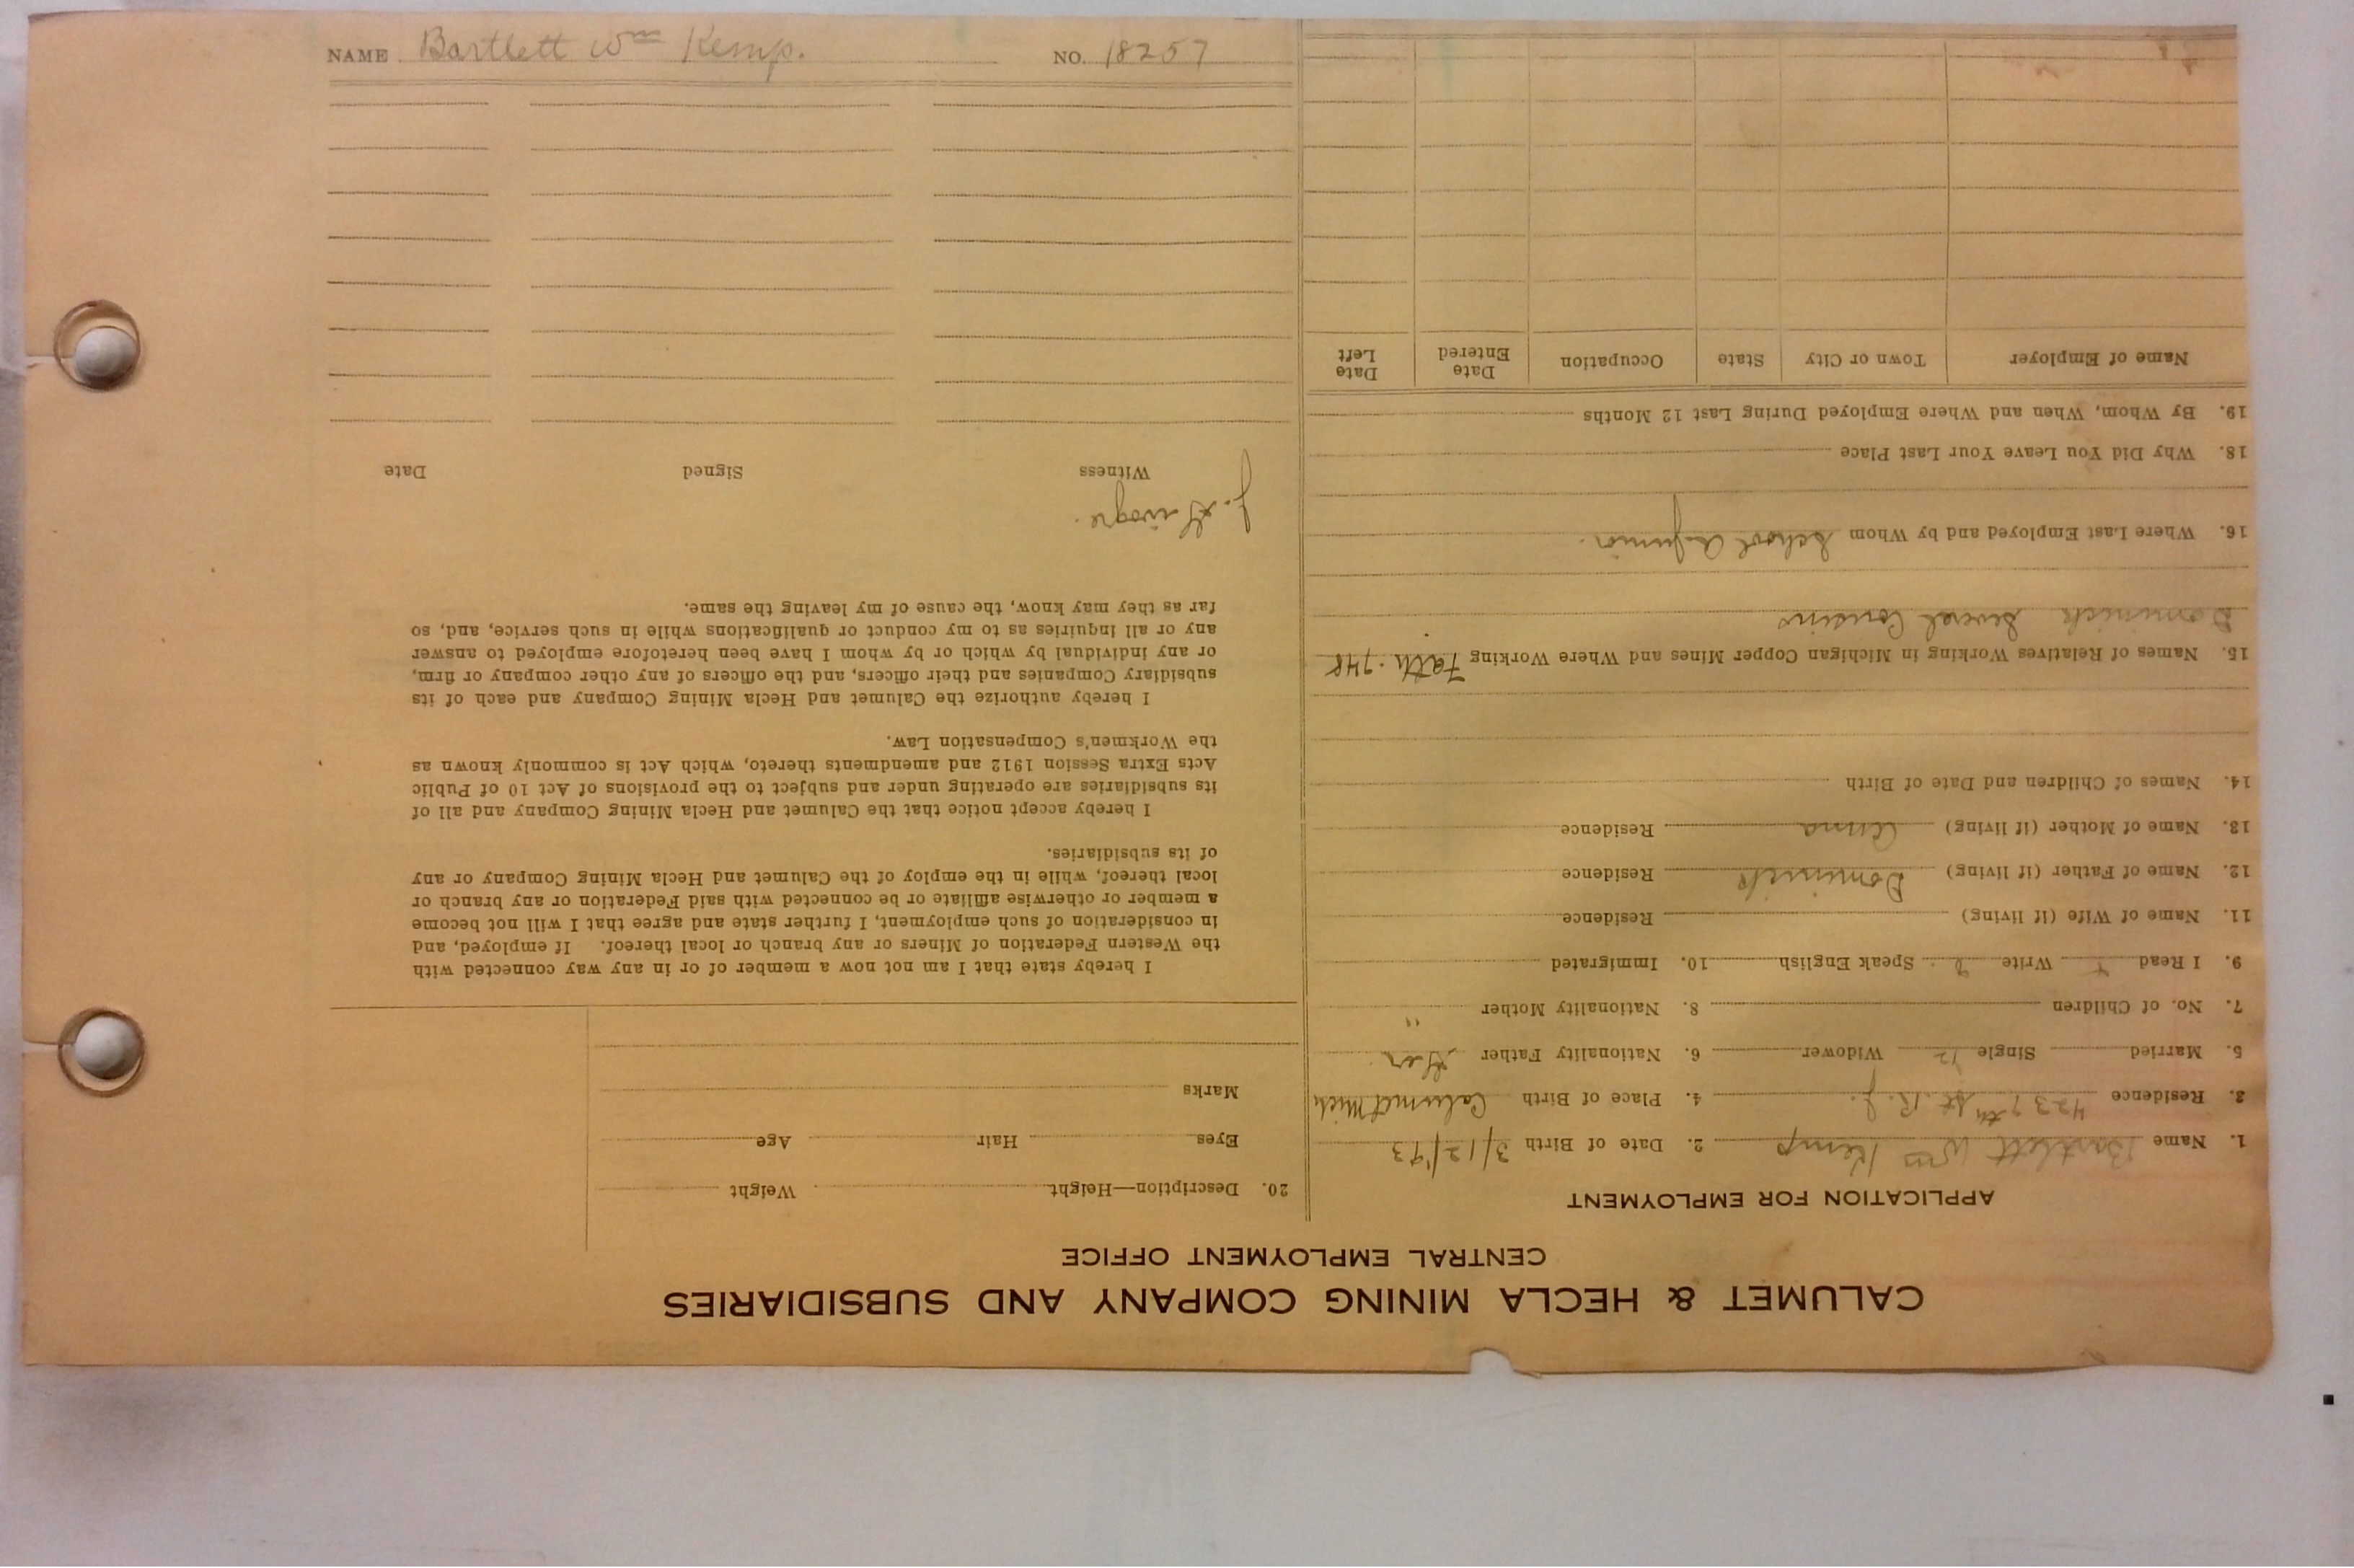 NAME Bartlett Wm Kemp. NO. 18257
CALUMET & HECLA MINING COMPANY AND SUBSIDIARIES
CENTRAL EMPLOYMENT OFFICE
APPLICATION FOR EMPLOYMENT
1. Name Bartlett Wm Kemp 2. Date of Birth 3/12/93
3. Residence 423 7th St. R. J. 4. Place of Birth Calumet Mich
5. Married Single Widower 6. Nationality Father Ger
7. No. of Children 8. Nationality Mother "
9. I Read Write Speak English 10. Immigrated
11. Name of Wife (if living) Residence
12. Name of Father (if living) Dominick Residence
13. Name of Mother (if living) Anna Residence
14. Names of Children and Date of Birth
15. Names of Relatives Working in Michigan Copper Mines and Where Working Fath. 748
Dominick Several Cousins
16. Where Last Employed and by Whom School
18. Why Did You Leave Your Last Place
19. By Whom, When and Where Employed During Last 12 Months
Name of Employer Town or City State Occupation Date Entered Date Left
20. Description—Height Weight
Eyes Hair Age
Marks
I hereby state that I am not now a member of or in any way connected with
the Western Federation of Miners or any branch or local thereof. If employed, and
in consideration of such employment, I further state and agree that I will not become
a member or otherwise affiliate or be connected with said Federation or any branch or
local thereof, while in the employ of the Calumet and Hecla Mining Company or any
of its subsidiaries.
I hereby accept notice that the Calumet and Hecla Mining Company and all of
its subsidiaries are operating under and subject to the provisions of Act 10 of Public
Acts Extra Session 1912 and amendments thereto, which Act is commonly known as
the Workmen's Compensation Law.
I hereby authorize the Calumet and Hecla Mining Company and each of its
subsidiary Companies and their officers, and the officers of any other company or firm,
or any individual by which or by whom I have been heretofore employed to answer
any or all inquiries as to my conduct or qualifications while in such service, and, so
far as they may know, the cause of my leaving the same.
J.
Witness Signed Date